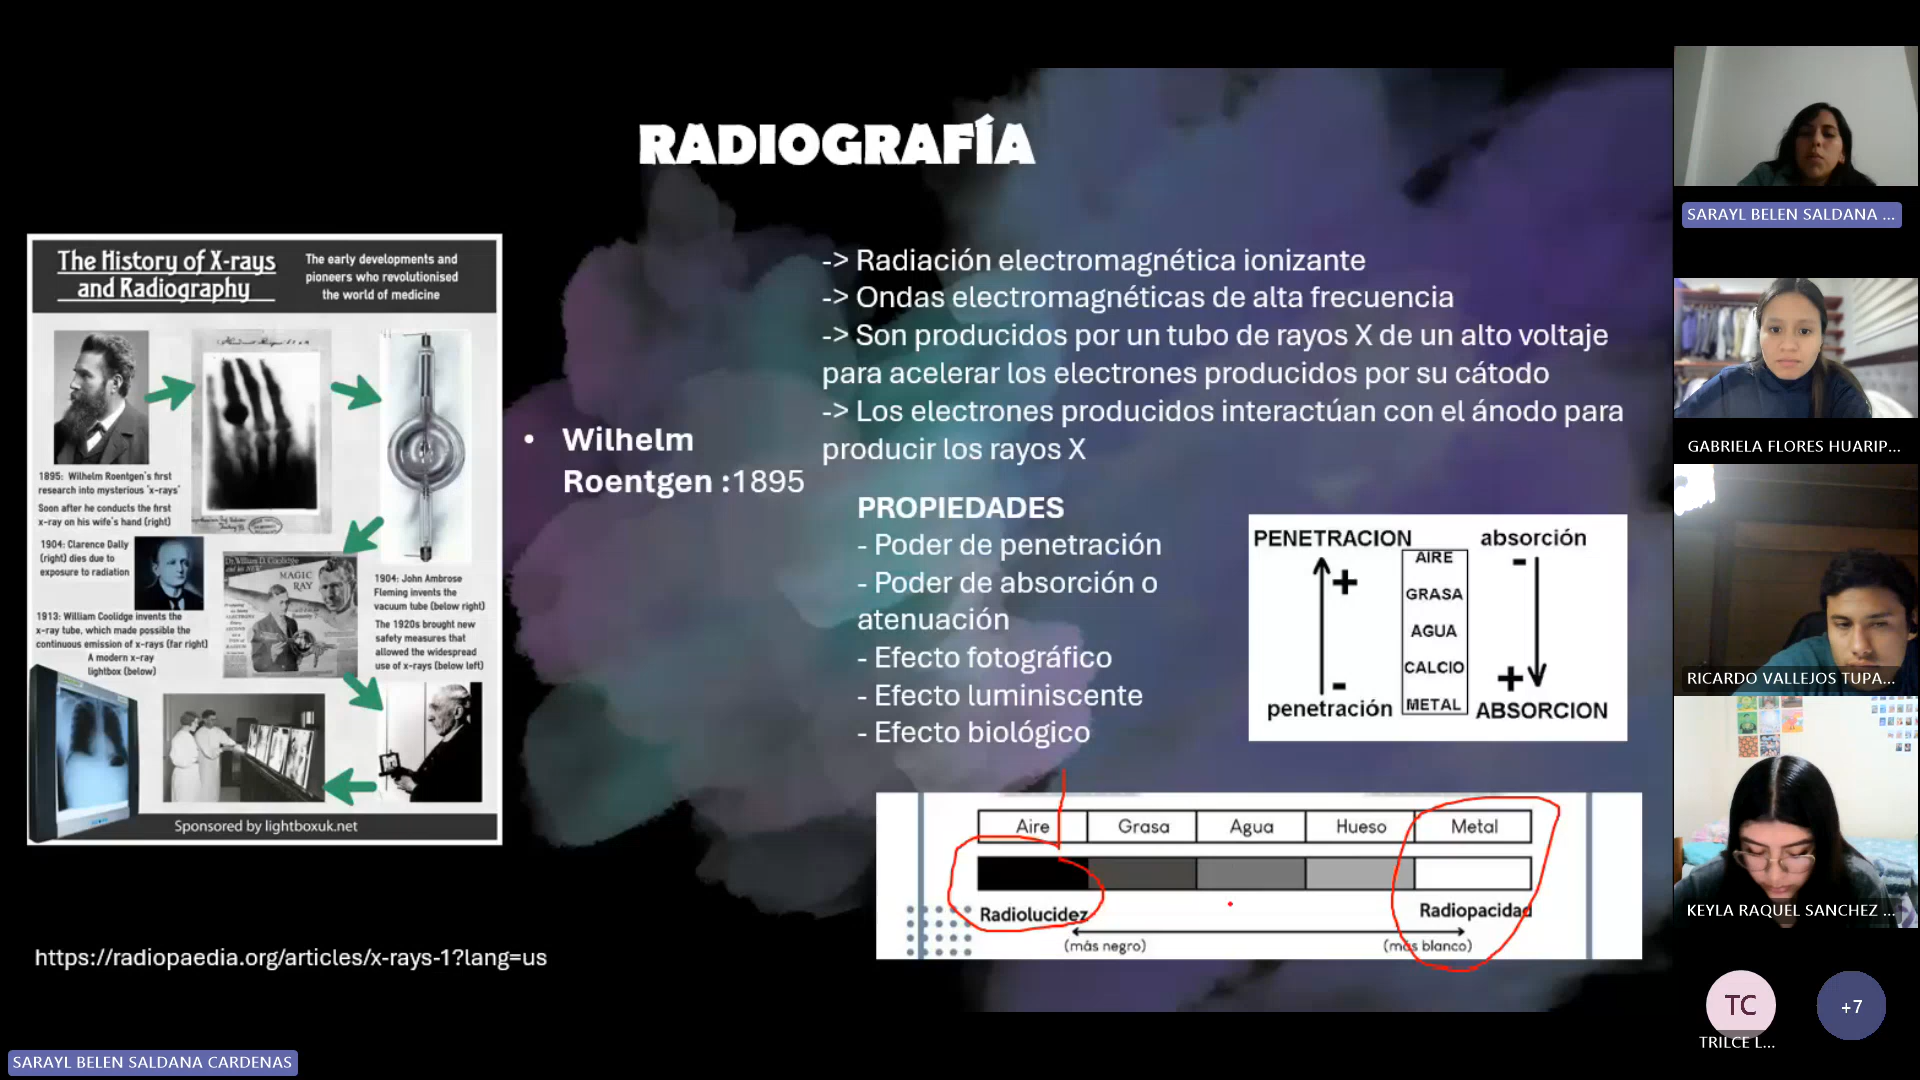 RADIOGRAFÍA
The History of X-rays
and Radiography
The early developments and
pioneers who revolutionised
the world of medicine
1895: Wilhelm Roentgen's first
research into mysterious 'x-rays'
Soon after he conducts the first
x-ray on his wife's hand (right)
1904: Clarence Dally
(right) dies due to
exposure to radiation
Dr. William D. Coolidge
MAGIC
RAY
1904: John Ambrose
Fleming invents the
vacuum tube (below right)
1913: William Coolidge invents the
x-ray tube, which made possible the
continuous emission of x-rays (far right)
A modern x-ray
lightbox (below)
The 1920s brought new
safety measures that
allowed the widespread
use of x-rays (below left)
Sponsored by lightboxuk.net
• Wilhelm
Roentgen :1895
-> Radiación electromagnética ionizante
-> Ondas electromagnéticas de alta frecuencia
-> Son producidos por un tubo de rayos X de un alto voltaje
para acelerar los electrones producidos por su cátodo
-> Los electrones producidos interactúan con el ánodo para
producir los rayos X
PROPIEDADES
- Poder de penetración
- Poder de absorción o
atenuación
- Efecto fotográfico
- Efecto luminiscente
- Efecto biológico
PENETRACION absorción
+ AIRE -
GRASA
AGUA
CALCIO
- METAL +
penetración ABSORCION
Aire Grasa Agua Hueso Metal
Radiolucidez Radiopacidad
(más negro) (más blanco)
https://radiopaedia.org/articles/x-rays-1?lang=us
SARAYL BELEN SALDANA CARDENAS
SARAYL BELEN SALDANA ...
GABRIELA FLORES HUARIP...
RICARDO VALLEJOS TUPA...
KEYLA RAQUEL SANCHEZ ...
TC
+7
TRILCE L...